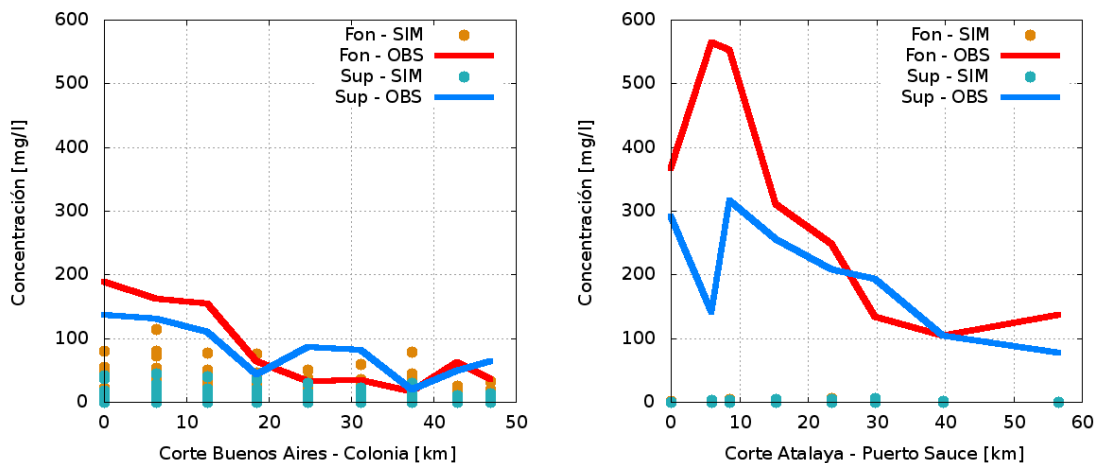 600
500
400
300
200
100
0
Concentración [mg/l]
Fon - SIM
Fon - OBS
Sup - SIM
Sup - OBS
0 10 20 30 40 50
Corte Buenos Aires - Colonia [km]
600
500
400
300
200
100
0
Concentración [mg/l]
Fon - SIM
Fon - OBS
Sup - SIM
Sup - OBS
0 10 20 30 40 50 60
Corte Atalaya - Puerto Sauce [km]